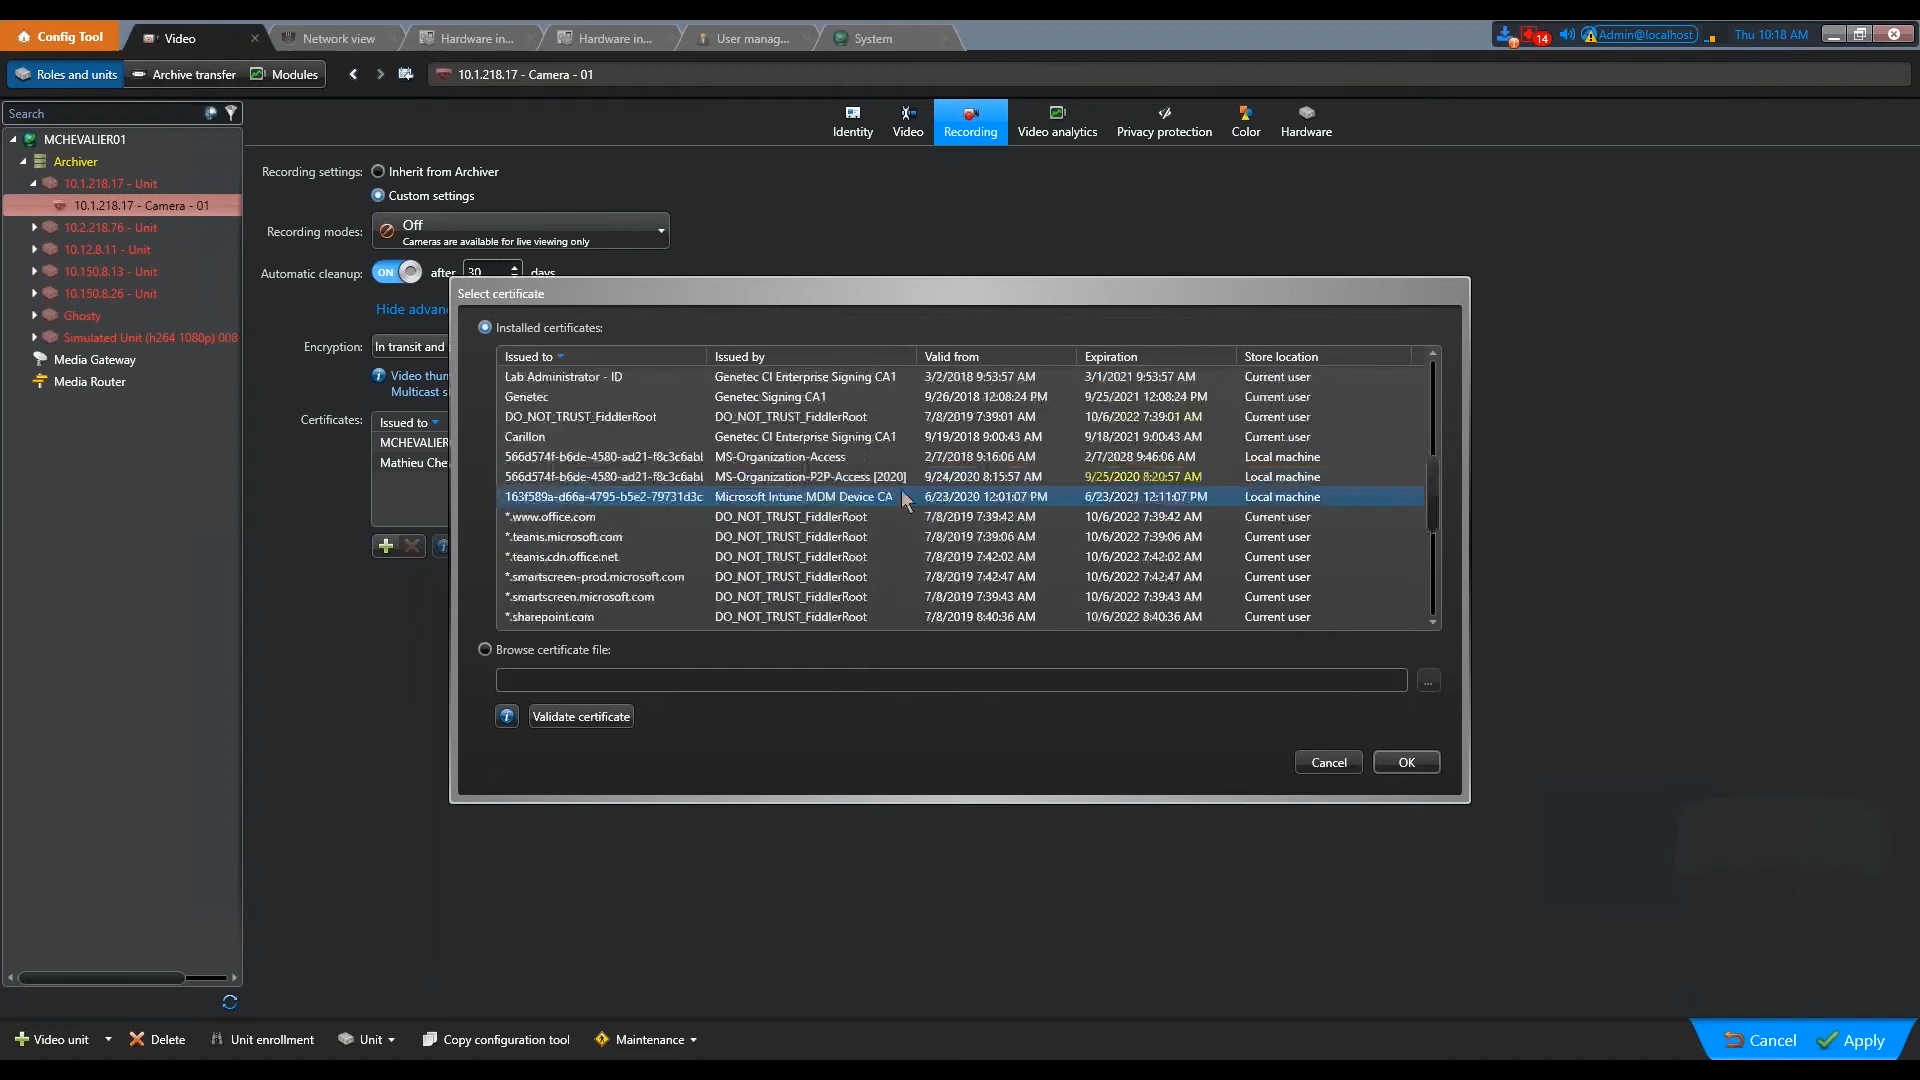 Config Tool
Video
Network view
Hardware in...
Hardware in...
User manag...
System
14
Admin@localhost
Thu 10:18 AM
Roles and units
Archive transfer
Modules
10.1.218.17 - Camera - 01
Search
MCHEVALIER01
Archiver
10.1.218.17 - Unit
10.1.218.17 - Camera - 01
10.2.218.76 - Unit
10.12.8.11 - Unit
10.150.8.13 - Unit
10.150.8.26 - Unit
Ghosty
Simulated Unit (h264 1080p) 008
Media Gateway
Media Router
Identity
Video
Recording
Video analytics
Privacy protection
Color
Hardware
Recording settings:
Inherit from Archiver
Custom settings
Recording modes:
Off
Cameras are available for live viewing only
Automatic cleanup:
ON
after
30
days
Hide advan
Encryption:
In transit and
Video thu
Multicast s
Certificates:
Issued to
MCHEVALIER
Mathieu Che
Select certificate
Installed certificates:
Issued to Issued by Valid from Expiration Store location
Lab Administrator - ID Genetec CI Enterprise Signing CA1 3/2/2018 9:53:57 AM 3/1/2021 9:53:57 AM Current user
Genetec Genetec Signing CA1 9/26/2018 12:08:24 PM 9/25/2021 12:08:24 PM Current user
DO_NOT_TRUST_FiddlerRoot DO_NOT_TRUST_FiddlerRoot 7/8/2019 7:39:01 AM 10/6/2022 7:39:01 AM Current user
Carillon Genetec CI Enterprise Signing CA1 9/19/2018 9:00:43 AM 9/18/2021 9:00:43 AM Current user
566d574f-b6de-4580-ad21-f8c3c6abl MS-Organization-Access 2/7/2018 9:16:06 AM 2/7/2028 9:46:06 AM Local machine
566d574f-b6de-4580-ad21-f8c3c6abl MS-Organization-P2P-Access [2020] 9/24/2020 8:15:57 AM 9/25/2020 8:20:57 AM Local machine
163f589a-d66a-4795-b5e2-79731d3c Microsoft Intune MDM Device CA 6/23/2020 12:01:07 PM 6/23/2021 12:11:07 PM Local machine
*.www.office.com DO_NOT_TRUST_FiddlerRoot 7/8/2019 7:39:42 AM 10/6/2022 7:39:42 AM Current user
*.teams.microsoft.com DO_NOT_TRUST_FiddlerRoot 7/8/2019 7:39:06 AM 10/6/2022 7:39:06 AM Current user
*.teams.cdn.office.net DO_NOT_TRUST_FiddlerRoot 7/8/2019 7:42:02 AM 10/6/2022 7:42:02 AM Current user
*.smartscreen-prod.microsoft.com DO_NOT_TRUST_FiddlerRoot 7/8/2019 7:42:47 AM 10/6/2022 7:42:47 AM Current user
*.smartscreen.microsoft.com DO_NOT_TRUST_FiddlerRoot 7/8/2019 7:39:43 AM 10/6/2022 7:39:43 AM Current user
*.sharepoint.com DO_NOT_TRUST_FiddlerRoot 7/8/2019 8:40:36 AM 10/6/2022 8:40:36 AM Current user
Browse certificate file:
...
Validate certificate
Cancel
OK
Video unit
Delete
Unit enrollment
Unit
Copy configuration tool
Maintenance
Cancel
Apply